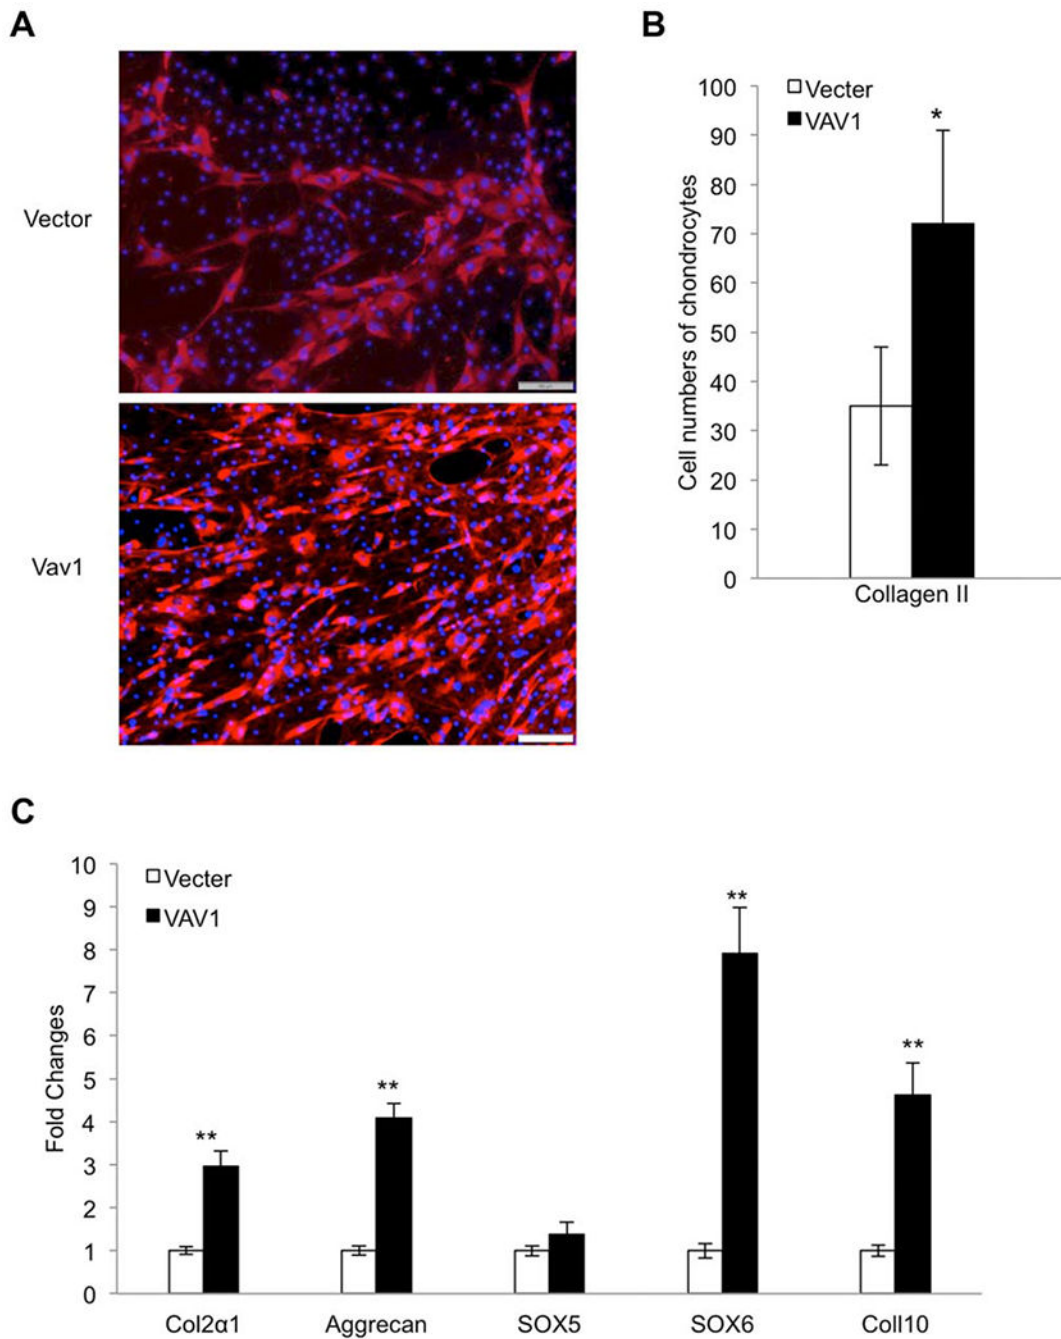 A
Vector
Vav1
B
Vecter
VAV1
*
100
90
80
70
60
50
40
30
20
10
0
Cell numbers of chondrocytes
Collagen II
C
Vecter
VAV1
10
9
8
7
6
5
4
3
2
1
0
Fold Changes
** ** ** **
Col2α1 Aggrecan SOX5 SOX6 Coll10